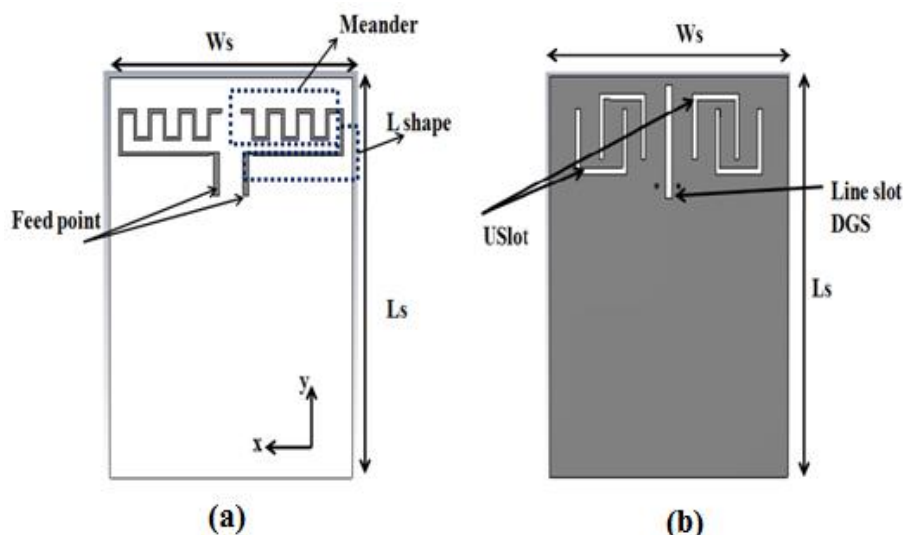 Meander
Ws
L shape
Feed point
Ls
y
x
(a)
Ws
USlot
Line slot
DGS
Ls
(b)